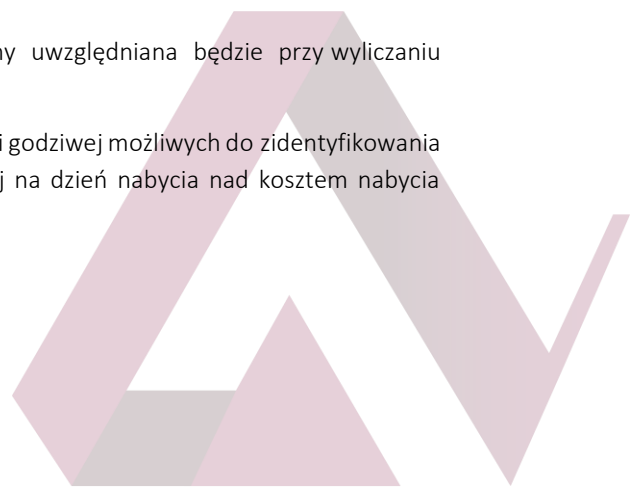 ny uwzględniana będzie przy wyliczaniu
i godziwej możliwych do zidentyfikowania
j na dzień nabycia nad kosztem nabycia